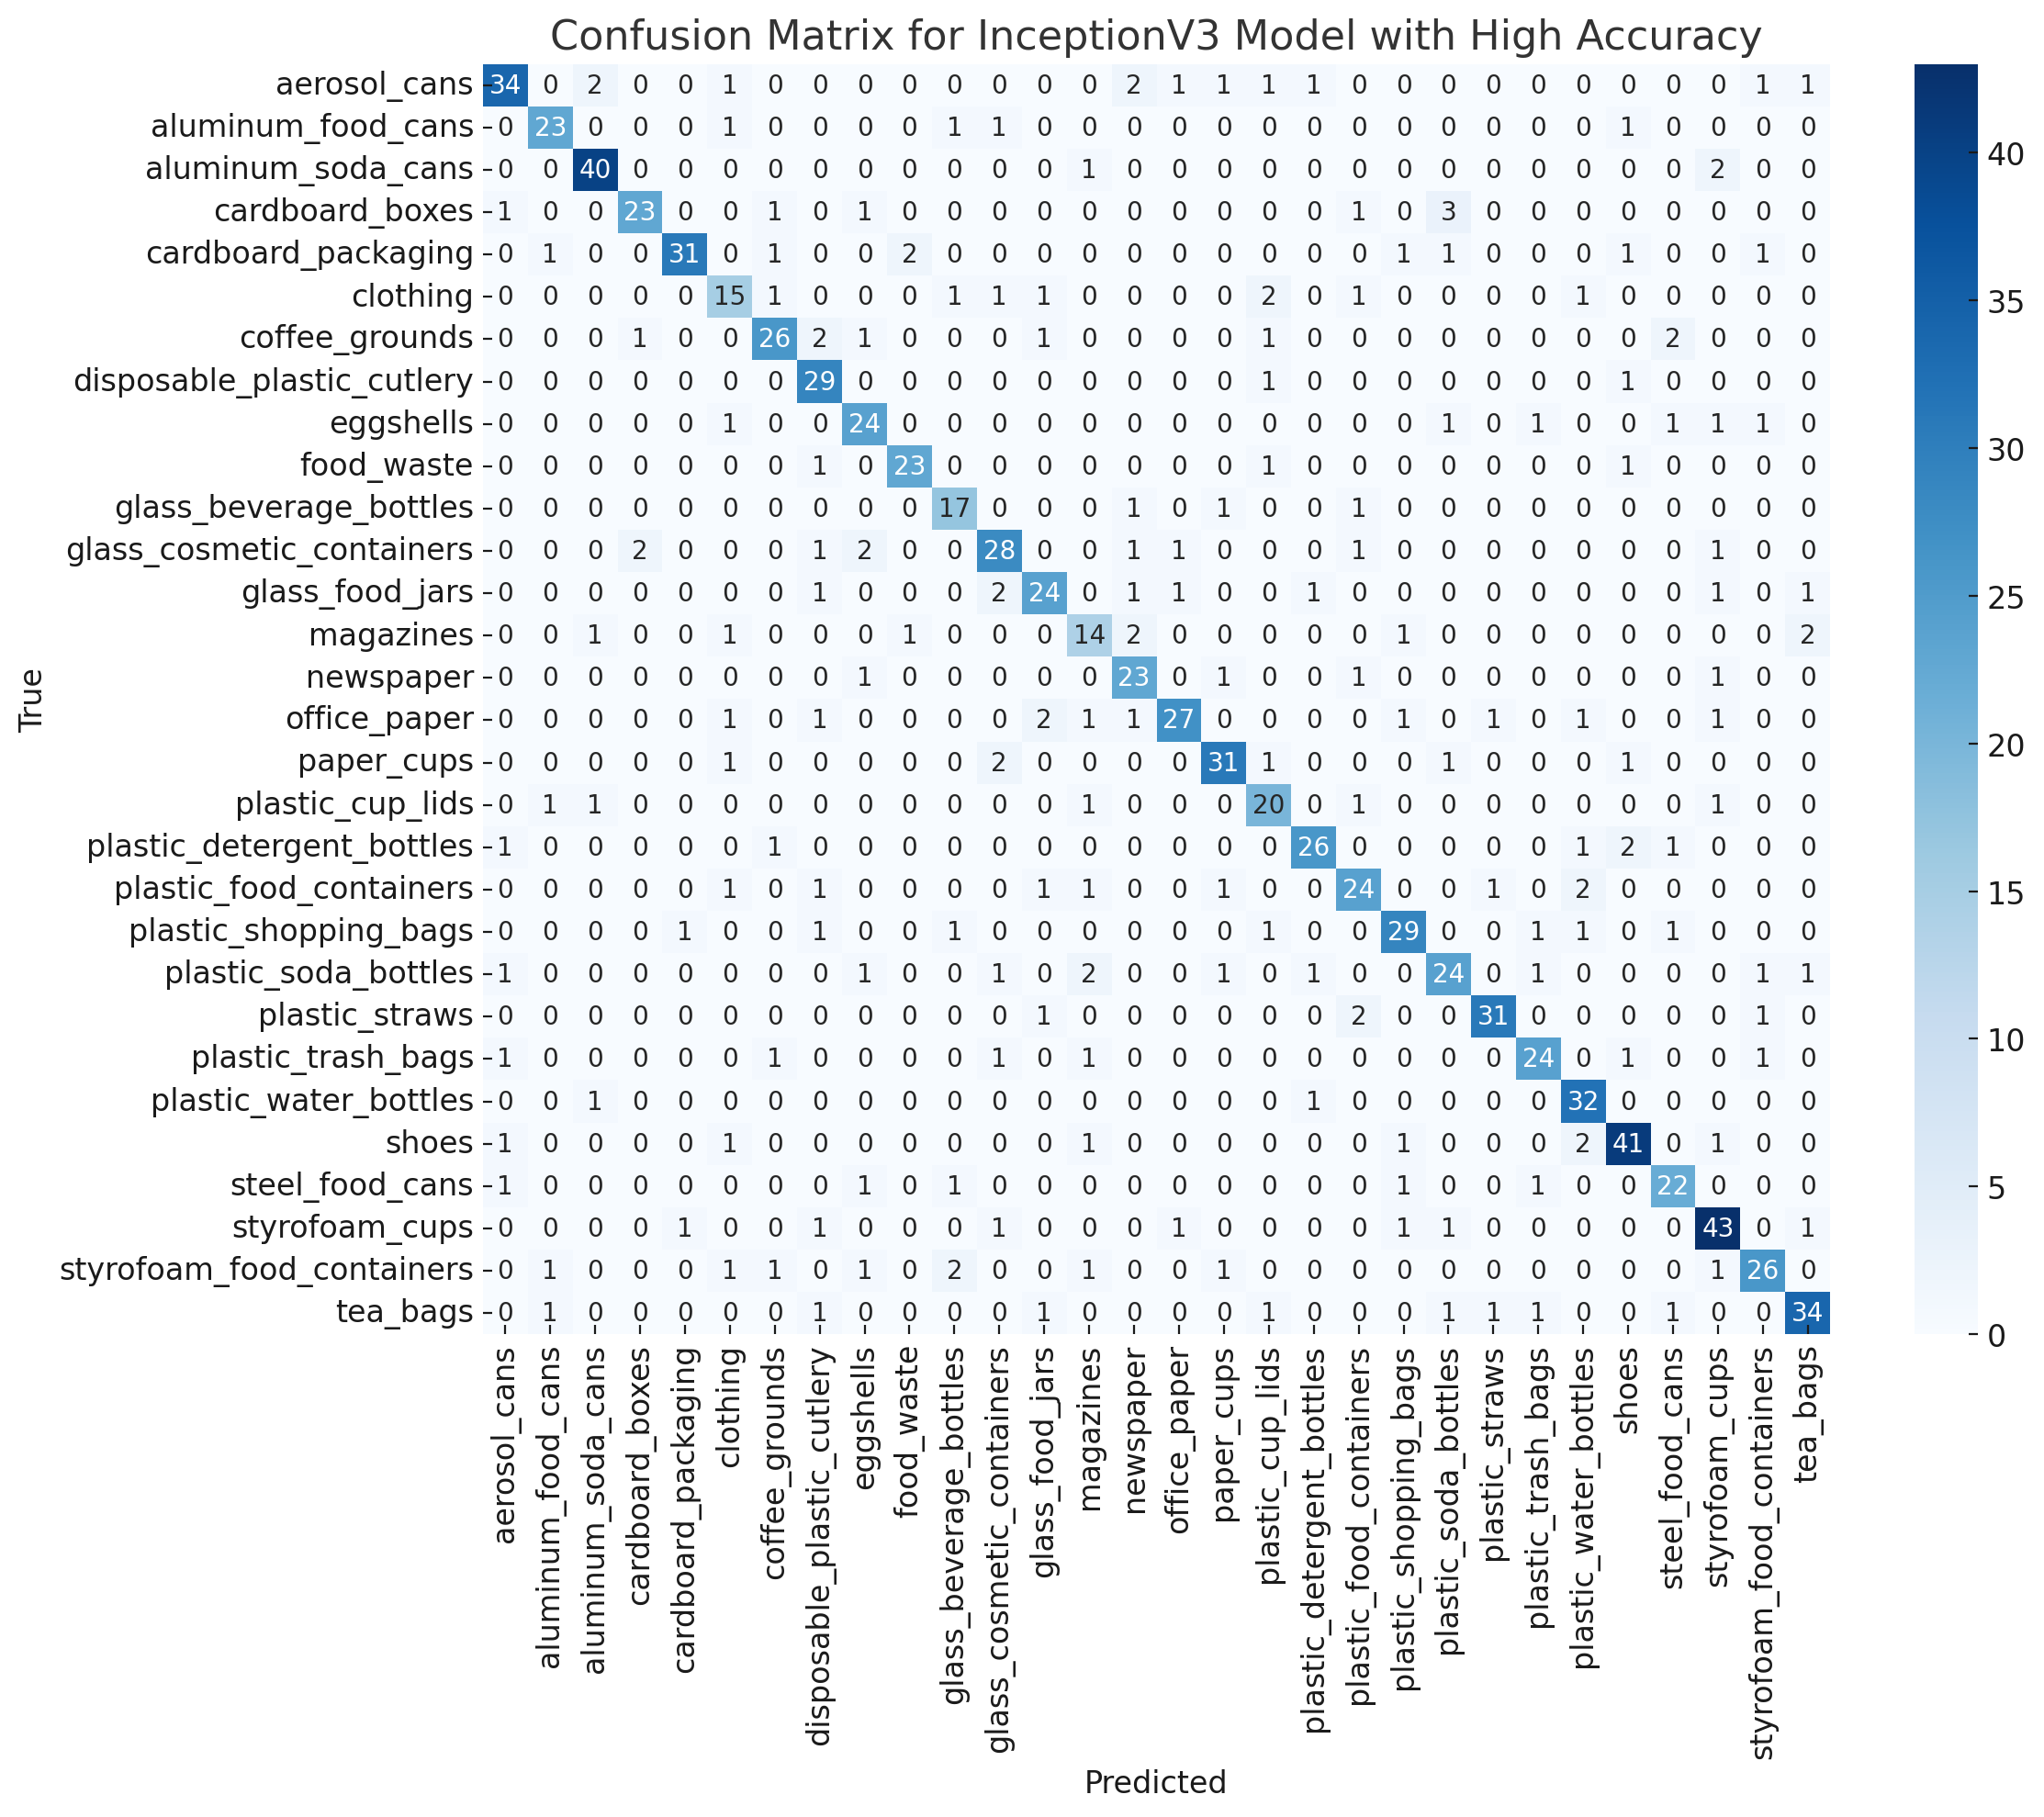 Confusion Matrix for InceptionV3 Model with High Accuracy
aerosol_cans 34 0 2 0 0 1 0 0 0 0 0 0 0 0 2 1 1 1 1 0 0 0 0 0 0 0 0 0 1 1
aluminum_food_cans 0 23 0 0 0 1 0 0 0 0 1 1 0 0 0 0 0 0 0 0 0 0 0 0 0 1 0 0 0 0
aluminum_soda_cans 0 0 40 0 0 0 0 0 0 0 0 0 0 1 0 0 0 0 0 0 0 0 0 0 0 0 0 2 0 0
cardboard_boxes 1 0 0 23 0 0 1 0 1 0 0 0 0 0 0 0 0 0 0 1 0 3 0 0 0 0 0 0 0 0
cardboard_packaging 0 1 0 0 31 0 1 0 0 2 0 0 0 0 0 0 0 0 0 0 1 1 0 0 0 1 0 0 1 0
clothing 0 0 0 0 0 15 1 0 0 0 1 1 1 0 0 0 0 2 0 1 0 0 0 0 1 0 0 0 0 0
coffee_grounds 0 0 0 1 0 0 26 2 1 0 0 0 1 0 0 0 0 1 0 0 0 0 0 0 0 0 2 0 0 0
disposable_plastic_cutlery 0 0 0 0 0 0 0 29 0 0 0 0 0 0 0 0 0 1 0 0 0 0 0 0 0 1 0 0 0 0
eggshells 0 0 0 0 0 1 0 0 24 0 0 0 0 0 0 0 0 0 0 0 0 1 0 1 0 0 1 1 1 0
food_waste 0 0 0 0 0 0 0 1 0 23 0 0 0 0 0 0 0 1 0 0 0 0 0 0 0 1 0 0 0 0
glass_beverage_bottles 0 0 0 0 0 0 0 0 0 0 17 0 0 0 1 0 1 0 0 1 0 0 0 0 0 0 0 0 0 0
glass_cosmetic_containers 0 0 0 2 0 0 0 1 2 0 0 28 0 0 1 1 0 0 0 1 0 0 0 0 0 0 0 1 0 0
glass_food_jars 0 0 0 0 0 0 0 1 0 0 0 2 24 0 1 1 0 0 1 0 0 0 0 0 0 0 0 1 0 1
magazines 0 0 1 0 0 1 0 0 0 1 0 0 0 14 2 0 0 0 0 0 1 0 0 0 0 0 0 0 0 2
newspaper 0 0 0 0 0 0 0 0 1 0 0 0 0 0 23 0 1 0 0 1 0 0 0 0 0 0 0 1 0 0
office_paper 0 0 0 0 0 1 0 1 0 0 0 0 2 1 1 27 0 0 0 0 1 0 1 0 1 0 0 1 0 0
paper_cups 0 0 0 0 0 1 0 0 0 0 0 2 0 0 0 0 31 1 0 0 0 1 0 0 0 1 0 0 0 0
plastic_cup_lids 0 1 1 0 0 0 0 0 0 0 0 0 0 1 0 0 0 20 0 1 0 0 0 0 0 0 0 1 0 0
plastic_detergent_bottles 1 0 0 0 0 0 1 0 0 0 0 0 0 0 0 0 0 0 26 0 0 0 0 0 1 2 1 0 0 0
plastic_food_containers 0 0 0 0 0 1 0 1 0 0 0 0 1 1 0 0 1 0 0 24 0 0 1 0 2 0 0 0 0 0
plastic_shopping_bags 0 0 0 0 1 0 0 1 0 0 1 0 0 0 0 0 0 1 0 0 29 0 0 1 1 0 1 0 0 0
plastic_soda_bottles 1 0 0 0 0 0 0 0 1 0 0 1 0 2 0 0 1 0 1 0 0 24 0 1 0 0 0 0 1 1
plastic_straws 0 0 0 0 0 0 0 0 0 0 0 0 1 0 0 0 0 0 0 2 0 0 31 0 0 0 0 0 1 0
plastic_trash_bags 1 0 0 0 0 0 1 0 0 0 0 1 0 1 0 0 0 0 0 0 0 0 0 24 0 1 0 0 1 0
plastic_water_bottles 0 0 1 0 0 0 0 0 0 0 0 0 0 0 0 0 0 0 1 0 0 0 0 0 32 0 0 0 0 0
shoes 1 0 0 0 0 1 0 0 0 0 0 0 0 1 0 0 0 0 0 0 1 0 0 0 2 41 0 1 0 0
steel_food_cans 1 0 0 0 0 0 0 0 1 0 1 0 0 0 0 0 0 0 0 0 1 0 0 1 0 0 22 0 0 0
styrofoam_cups 0 0 0 0 1 0 0 1 0 0 0 1 0 0 0 1 0 0 0 0 1 1 0 0 0 0 0 43 0 1
styrofoam_food_containers 0 1 0 0 0 1 1 0 1 0 2 0 0 1 0 0 1 0 0 0 0 0 0 0 0 0 0 1 26 0
tea_bags 0 1 0 0 0 0 0 1 0 0 0 0 1 0 0 0 0 1 0 0 0 1 1 1 0 0 1 0 0 34
True
aerosol_cans
aluminum_food_cans
aluminum_soda_cans
cardboard_boxes
cardboard_packaging
clothing
coffee_grounds
disposable_plastic_cutlery
eggshells
food_waste
glass_beverage_bottles
glass_cosmetic_containers
glass_food_jars
magazines
newspaper
office_paper
paper_cups
plastic_cup_lids
plastic_detergent_bottles
plastic_food_containers
plastic_shopping_bags
plastic_soda_bottles
plastic_straws
plastic_trash_bags
plastic_water_bottles
shoes
steel_food_cans
styrofoam_cups
styrofoam_food_containers
tea_bags
Predicted
40
35
30
25
20
15
10
5
0